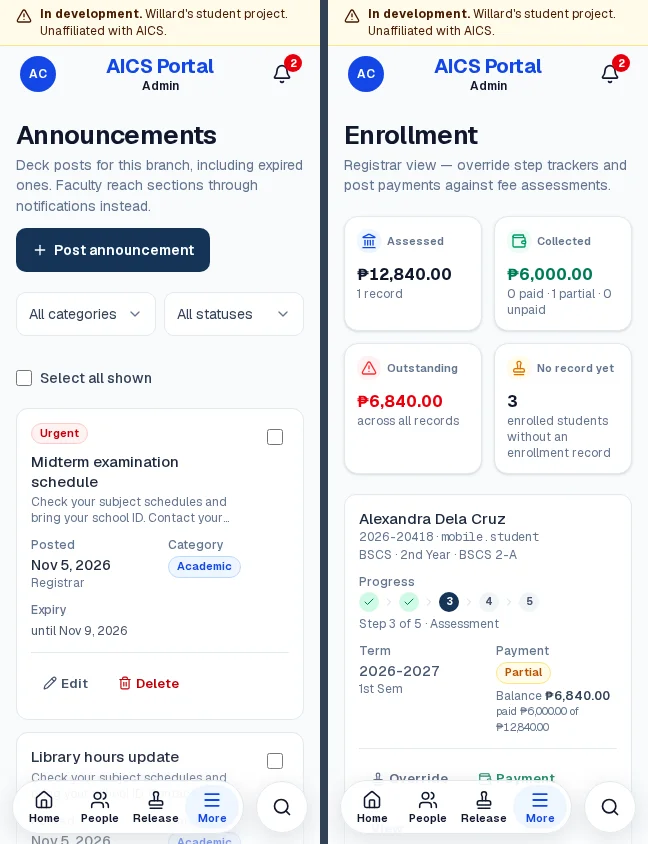 In development. Willard's student project.
Unaffiliated with AICS.
AC
AICS Portal
Admin
2
Announcements
Deck posts for this branch, including expired
ones. Faculty reach sections through
notifications instead.
+ Post announcement
All categories
All statuses
Select all shown
Urgent
Midterm examination
schedule
Check your subject schedules and
bring your school ID. Contact your…
Posted
Category
Nov 5, 2026
Academic
Registrar
Expiry
until Nov 9, 2026
Edit
Delete
Library hours update
Check your subject schedules and
Home
People
Release
More
Nov 5, 2026
Academic
In development. Willard's student project.
Unaffiliated with AICS.
AC
AICS Portal
Admin
2
Enrollment
Registrar view — override step trackers and
post payments against fee assessments.
Assessed
₱12,840.00
1 record
Collected
₱6,000.00
0 paid · 1 partial · 0
unpaid
Outstanding
₱6,840.00
across all records
No record yet
3
enrolled students
without an
enrollment record
Alexandra Dela Cruz
2026-20418 · mobile.student
BSCS · 2nd Year · BSCS 2-A
Progress
3 4 5
Step 3 of 5 · Assessment
Term
2026-2027
1st Sem
Payment
Partial
Balance ₱6,840.00
paid ₱6,000.00 of
₱12,840.00
Override
Payment
Home
People
Release
More